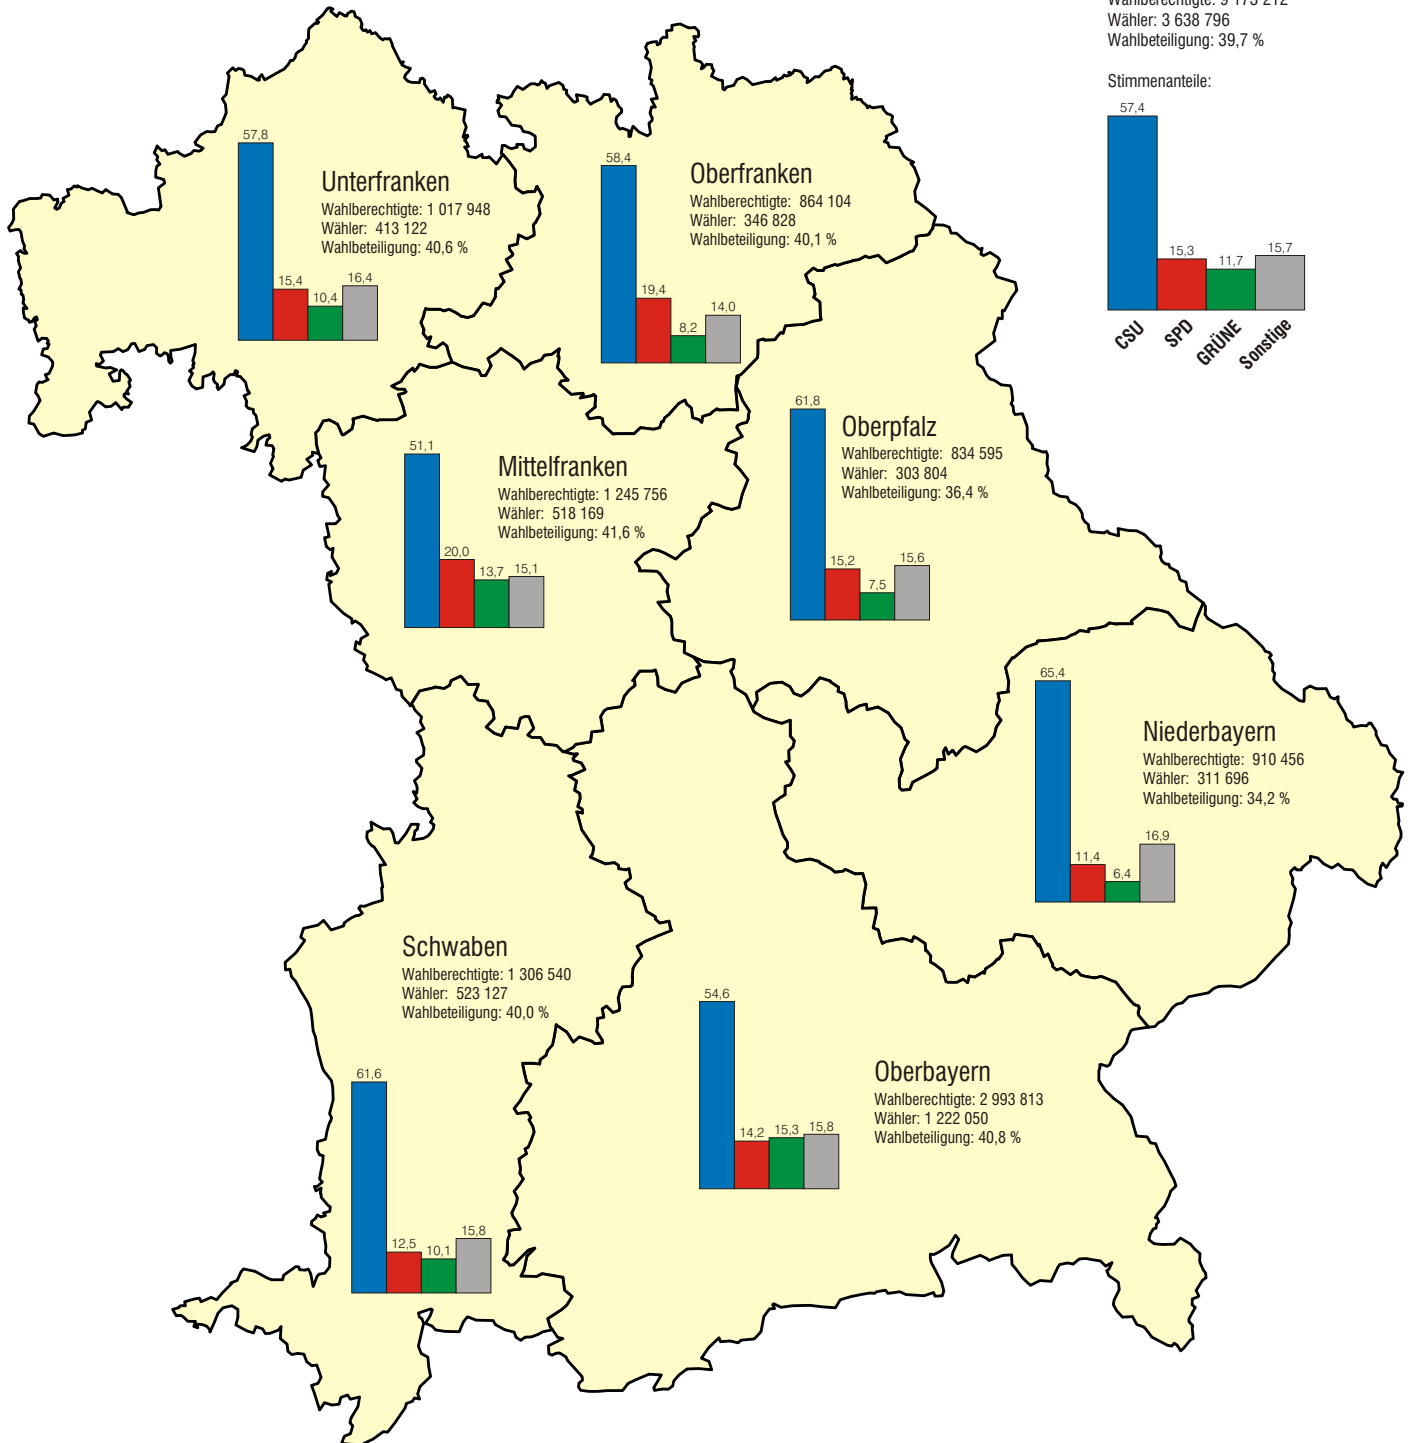 Wahlberechtigte: 9 173 212
Wähler: 3 638 796
Wahlbeteiligung: 39,7 %
Stimmenanteile:
57,4
15,3
11,7
15,7
CSU
SPD
GRÜNE
Sonstige
Unterfranken
Wahlberechtigte: 1 017 948
Wähler: 413 122
Wahlbeteiligung: 40,6 %
57,8
15,4
10,4
16,4
Oberfranken
Wahlberechtigte: 864 104
Wähler: 346 828
Wahlbeteiligung: 40,1 %
58,4
19,4
8,2
14,0
Mittelfranken
Wahlberechtigte: 1 245 756
Wähler: 518 169
Wahlbeteiligung: 41,6 %
51,1
20,0
13,7
15,1
Oberpfalz
Wahlberechtigte: 834 595
Wähler: 303 804
Wahlbeteiligung: 36,4 %
61,8
15,2
7,5
15,6
Niederbayern
Wahlberechtigte: 910 456
Wähler: 311 696
Wahlbeteiligung: 34,2 %
65,4
11,4
6,4
16,9
Schwaben
Wahlberechtigte: 1 306 540
Wähler: 523 127
Wahlbeteiligung: 40,0 %
61,6
12,5
10,1
15,8
Oberbayern
Wahlberechtigte: 2 993 813
Wähler: 1 222 050
Wahlbeteiligung: 40,8 %
54,6
14,2
15,3
15,8